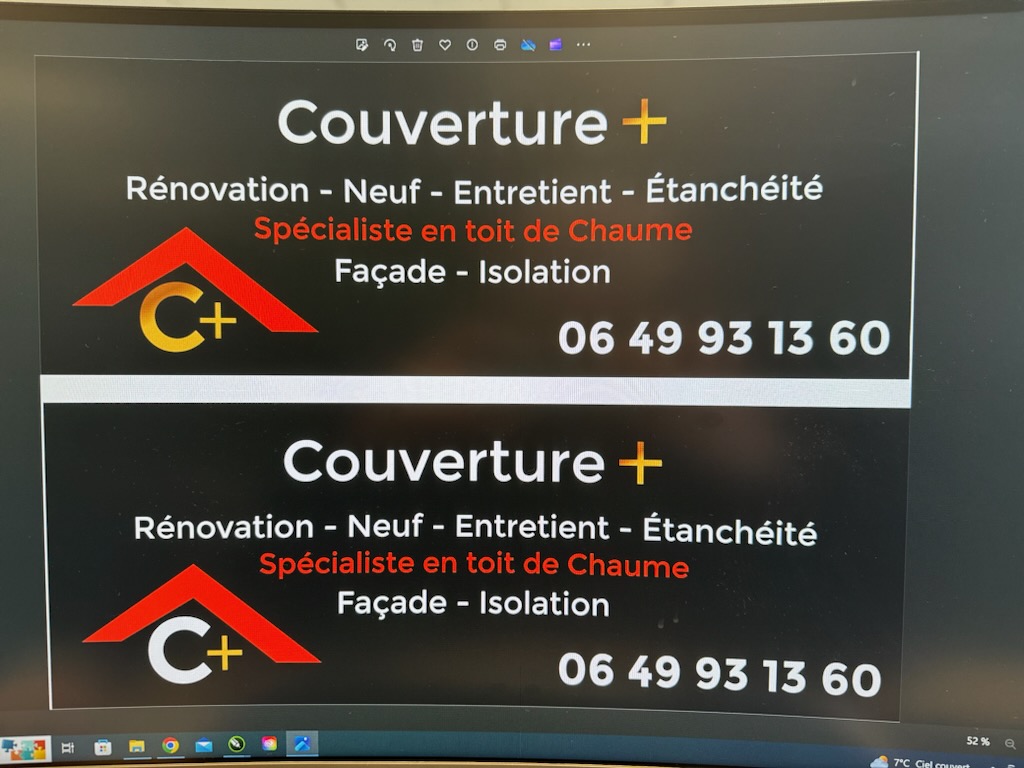 Couverture +
Rénovation - Neuf - Entretient - Étanchéité
Spécialiste en toit de Chaume
Façade - Isolation
C+
06 49 93 13 60
Couverture +
Rénovation - Neuf - Entretient - Étanchéité
Spécialiste en toit de Chaume
Façade - Isolation
C+
06 49 93 13 60
52 %
7°C Ciel couvert